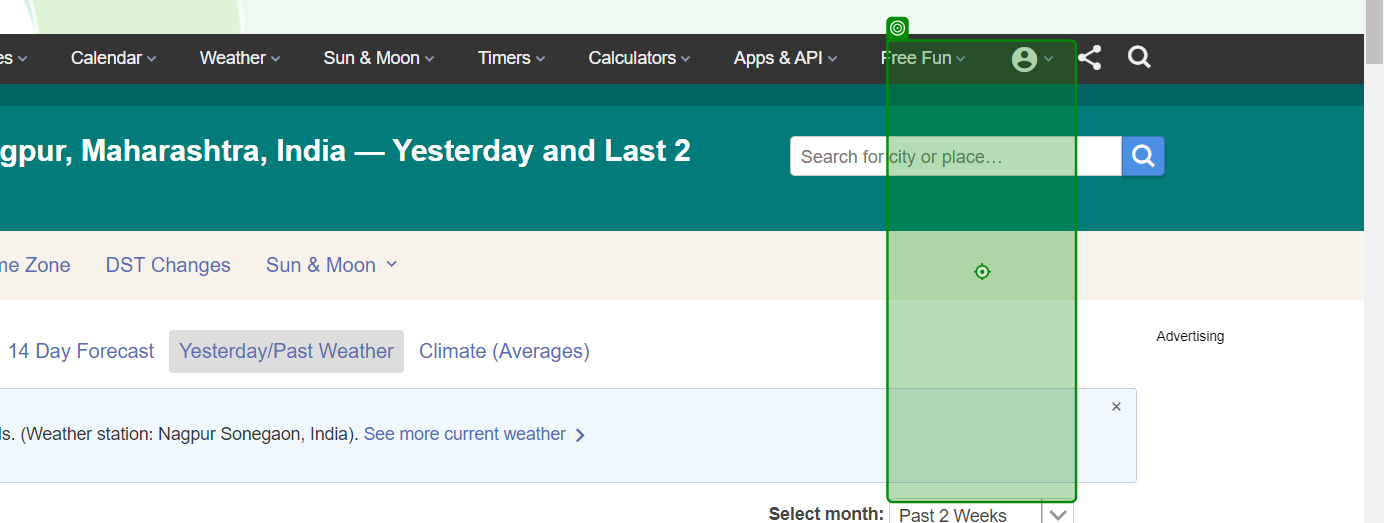 es Calendar Weather Sun & Moon Timers Calculators Apps & API Free Fun
gpur, Maharashtra, India — Yesterday and Last 2
Search for city or place…
me Zone DST Changes Sun & Moon
14 Day Forecast Yesterday/Past Weather Climate (Averages)
Advertising
ls. (Weather station: Nagpur Sonegaon, India). See more current weather
Select month: Past 2 Weeks